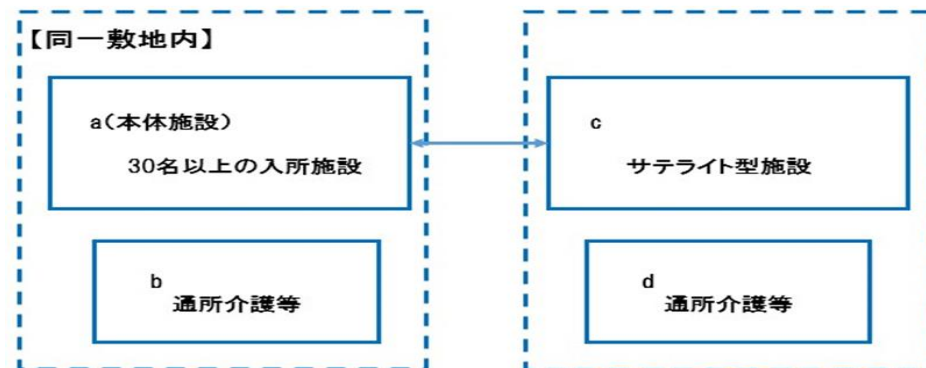 【同一敷地内】
a(本体施設)
30名以上の入所施設
b
通所介護等
c
サテライト型施設
d
通所介護等